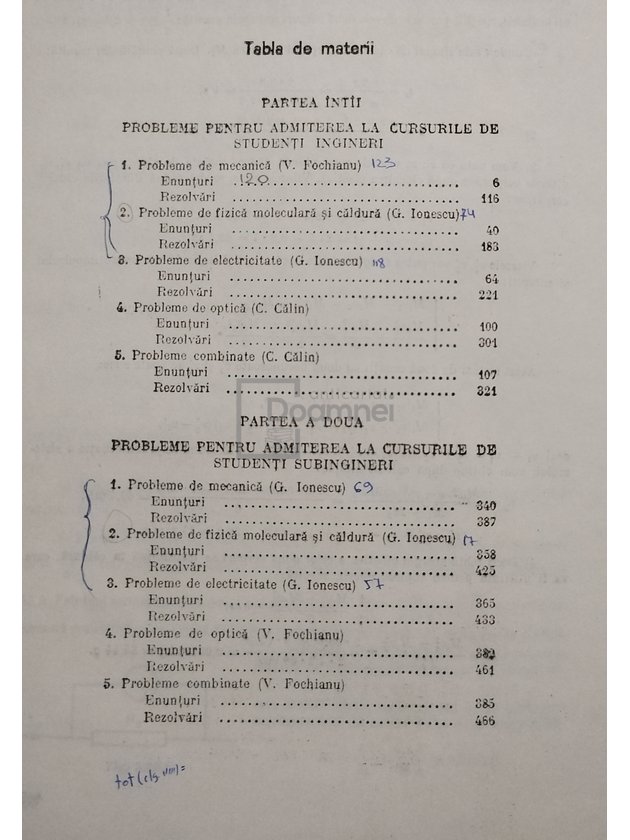 Tabla de materii
PARTEA ÎNTÎI
PROBLEME PENTRU ADMITEREA LA CURSURILE DE
STUDENȚI INGINERI
1. Probleme de mecanică (V. Fochianu) 123
Enunțuri 120 6
Rezolvări 116
2. Probleme de fizică moleculară și căldură (G. Ionescu) 74
Enunțuri 40
Rezolvări 183
3. Probleme de electricitate (G. Ionescu) 118
Enunțuri 64
Rezolvări 221
4. Probleme de optică (C. Călin)
Enunțuri 100
Rezolvări 301
5. Probleme combinate (C. Călin)
Enunțuri 107
Rezolvări 321
anticariat
Doamnei
PARTEA A DOUA
PROBLEME PENTRU ADMITEREA LA CURSURILE DE
STUDENȚI SUBINGINERI
1. Probleme de mecanică (G. Ionescu) 69
Enunțuri 340
Rezolvări 387
2. Probleme de fizică moleculară și căldură (G. Ionescu) 17
Enunțuri 358
Rezolvări 425
3. Probleme de electricitate (G. Ionescu) 57
Enunțuri 365
Rezolvări 433
4. Probleme de optică (V. Fochianu)
Enunțuri 382
Rezolvări 461
5. Probleme combinate (V. Fochianu)
Enunțuri 385
Rezolvări 466
tot (cls